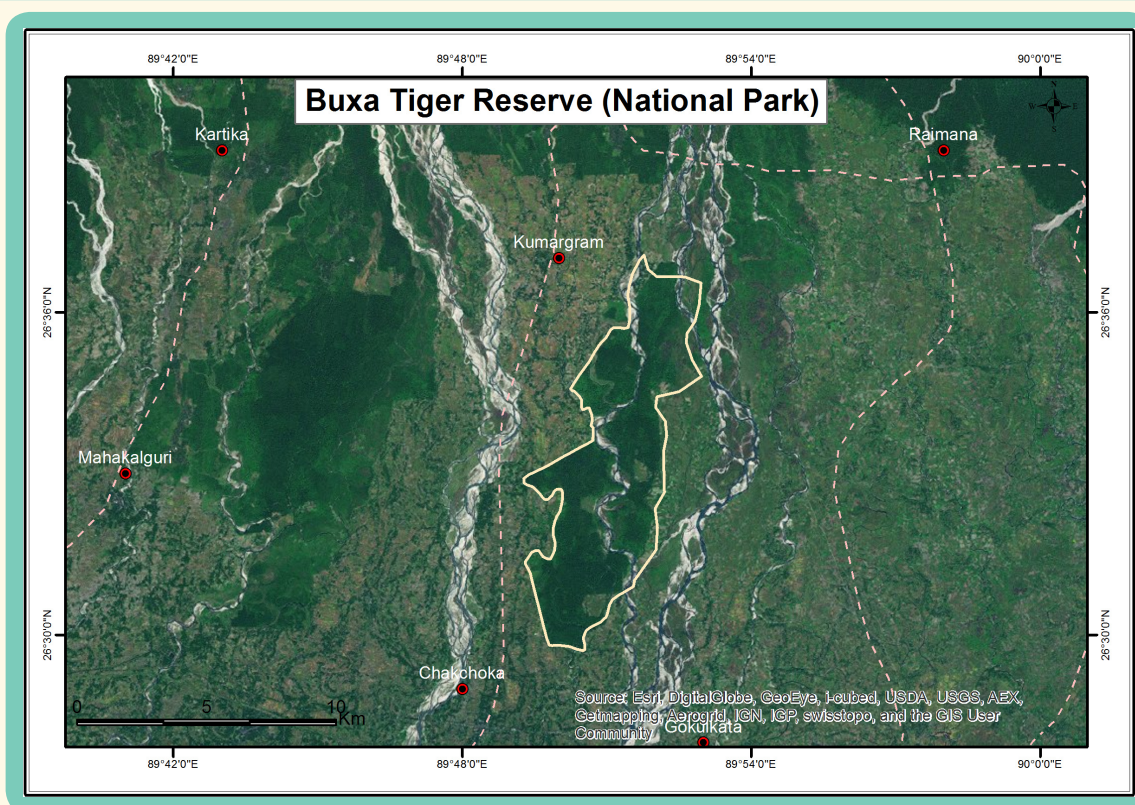 89°42'0"E
89°48'0"E
89°54'0"E
90°0'0"E
Buxa Tiger Reserve (National Park)
N
W
E
S
Kartika
Raimana
Kumargram
26°36'0"N
26°36'0"N
Mahakalguri
26°30'0"N
26°30'0"N
Chakchoka
Source: Esri, DigitalGlobe, GeoEye, i-cubed, USDA, USGS, AEX,
Getmapping, Aerogrid, IGN, IGP, swisstopo, and the GIS User
Community
Gokulkata
0
5
10
Km
89°42'0"E
89°48'0"E
89°54'0"E
90°0'0"E